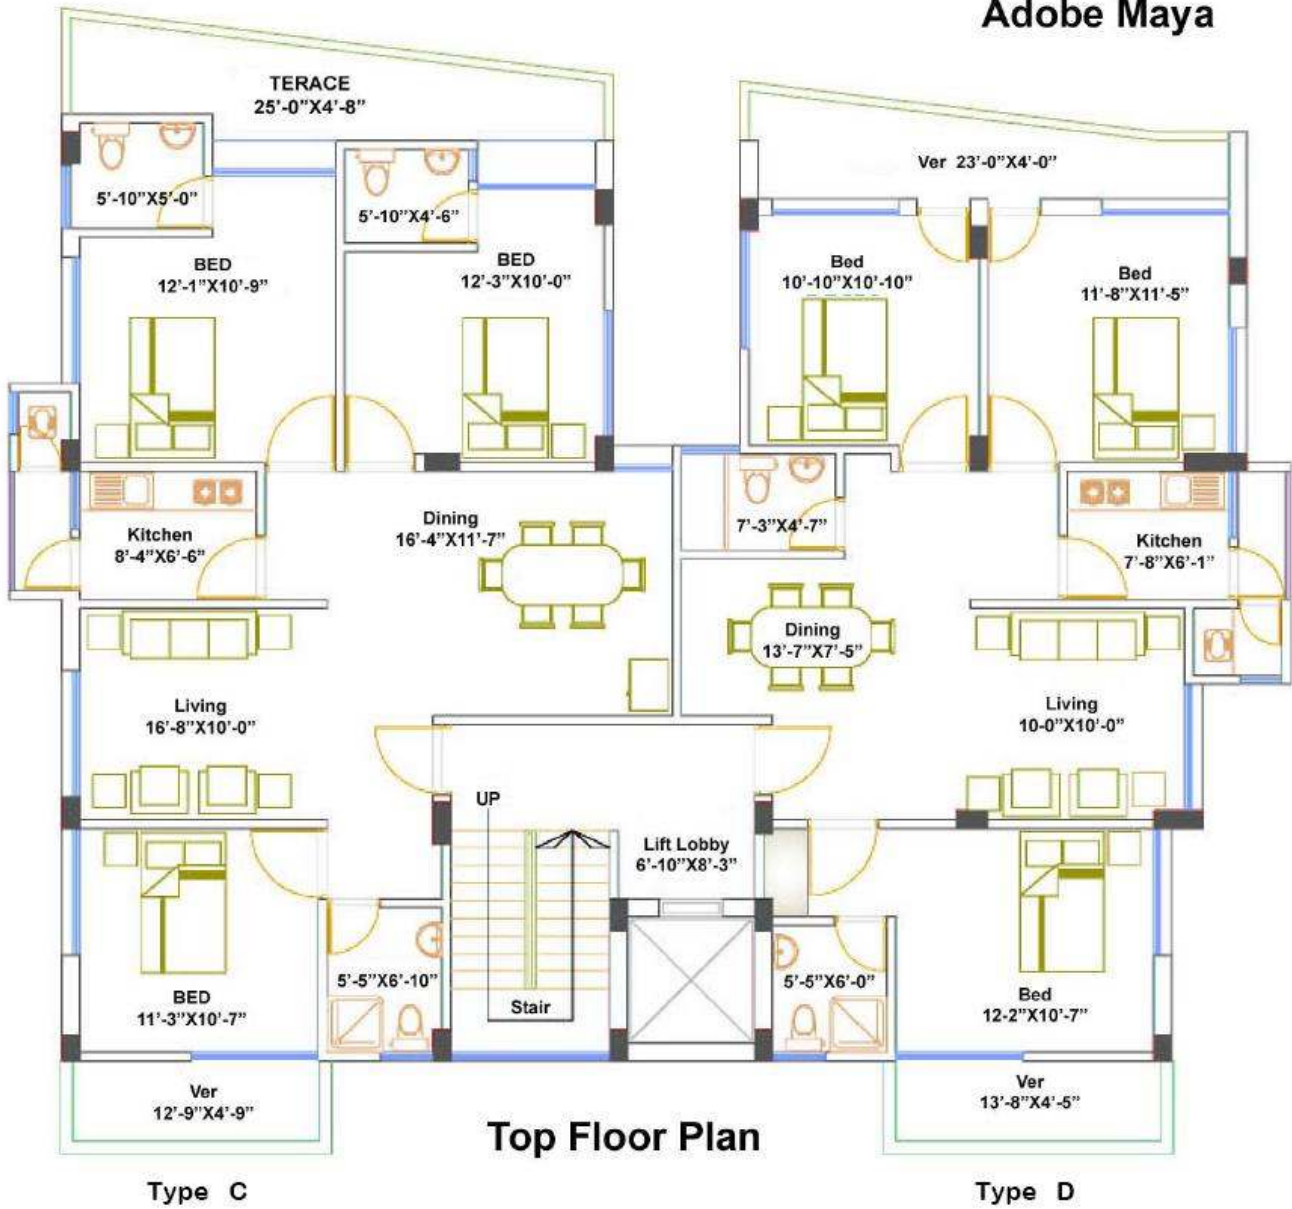 Adobe Maya
TERACE
25'-0”X4'-8”
Ver 23'-0”X4'-0”
5'-10”X5'-0”
5'-10”X4'-6”
BED
12'-1”X10'-9”
BED
12'-3”X10'-0”
Bed
10'-10”X10'-10”
Bed
11'-8”X11'-5”
Kitchen
8'-4”X6'-6”
Dining
16'-4”X11'-7”
7'-3”X4'-7”
Kitchen
7'-8”X6'-1”
Dining
13'-7”X7'-5”
Living
16'-8”X10'-0”
Living
10-0”X10'-0”
UP
Lift Lobby
6'-10”X8'-3”
BED
11'-3”X10'-7”
5'-5”X6'-10”
Stair
5'-5”X6'-0”
Bed
12-2”X10'-7”
Ver
12'-9”X4'-9”
Ver
13'-8”X4'-5”
Top Floor Plan
Type C
Type D